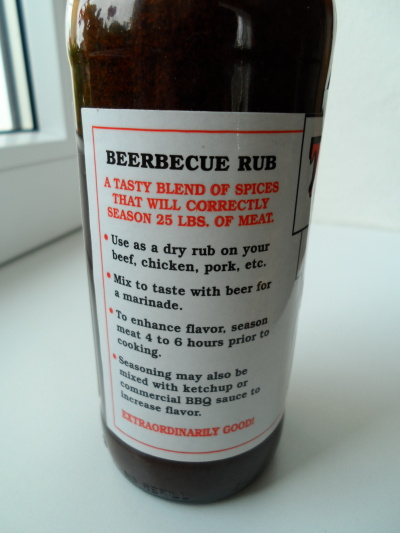 BEERBECUE RUB
A TASTY BLEND OF SPICES
THAT WILL CORRECTLY
SEASON 25 LBS. OF MEAT.
• Use as a dry rub on your
beef, chicken, pork, etc.
• Mix to taste with beer for
a marinade.
• To enhance flavor, season
meat 4 to 6 hours prior to
cooking.
• Seasoning may also be
mixed with ketchup or
commercial BBQ sauce to
increase flavor.
EXTRAORDINARILY GOOD!